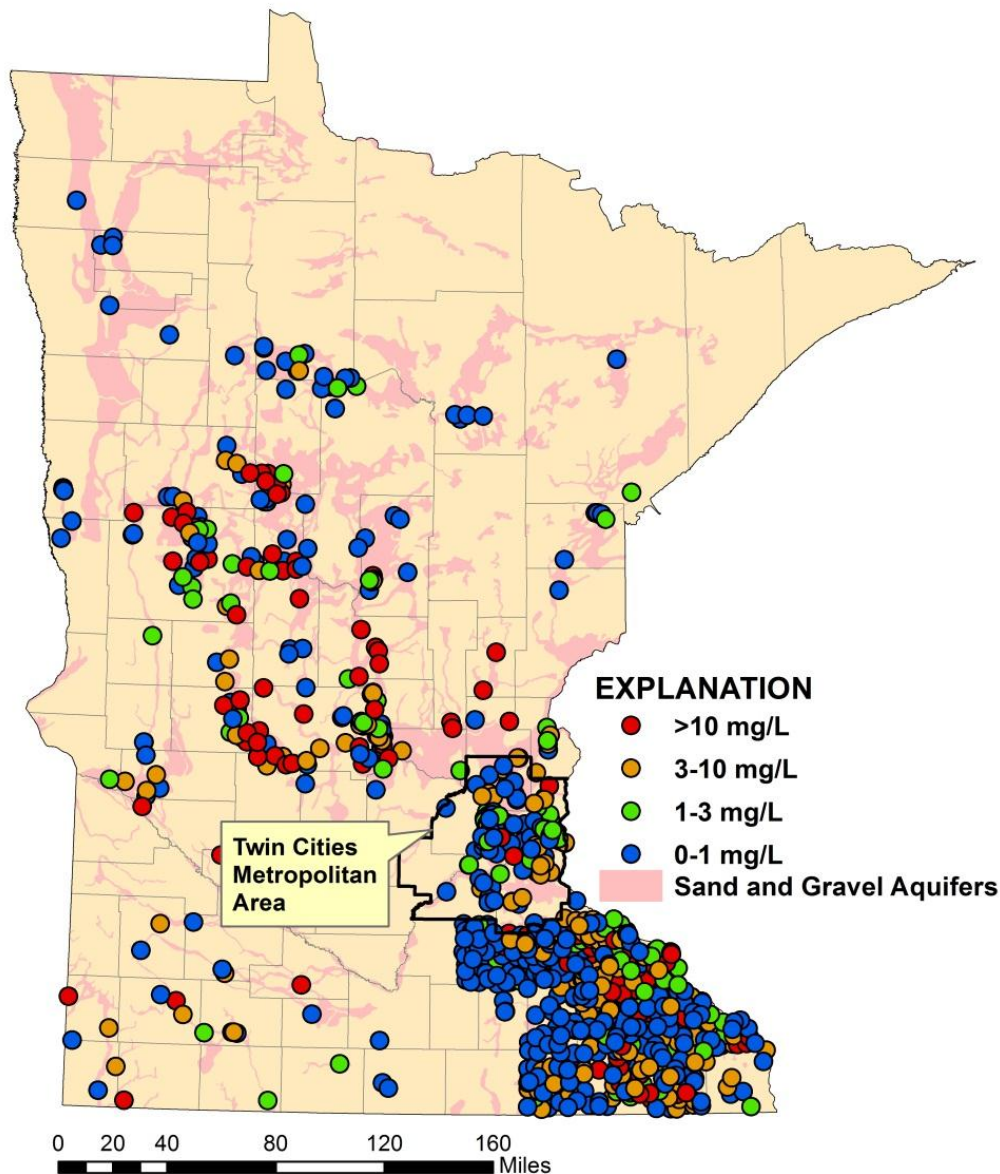 EXPLANATION
>10 mg/L
3-10 mg/L
1-3 mg/L
0-1 mg/L
Sand and Gravel Aquifers
Twin Cities
Metropolitan
Area
0 20 40 80 120 160
Miles